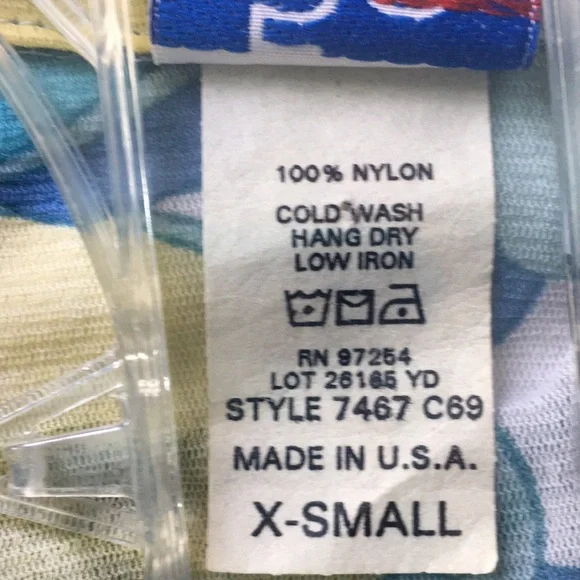 100% NYLON
COLD WASH
HANG DRY
LOW IRON
RN 97254
LOT 26165 YD
STYLE 7467 C69
MADE IN U.S.A.
X-SMALL